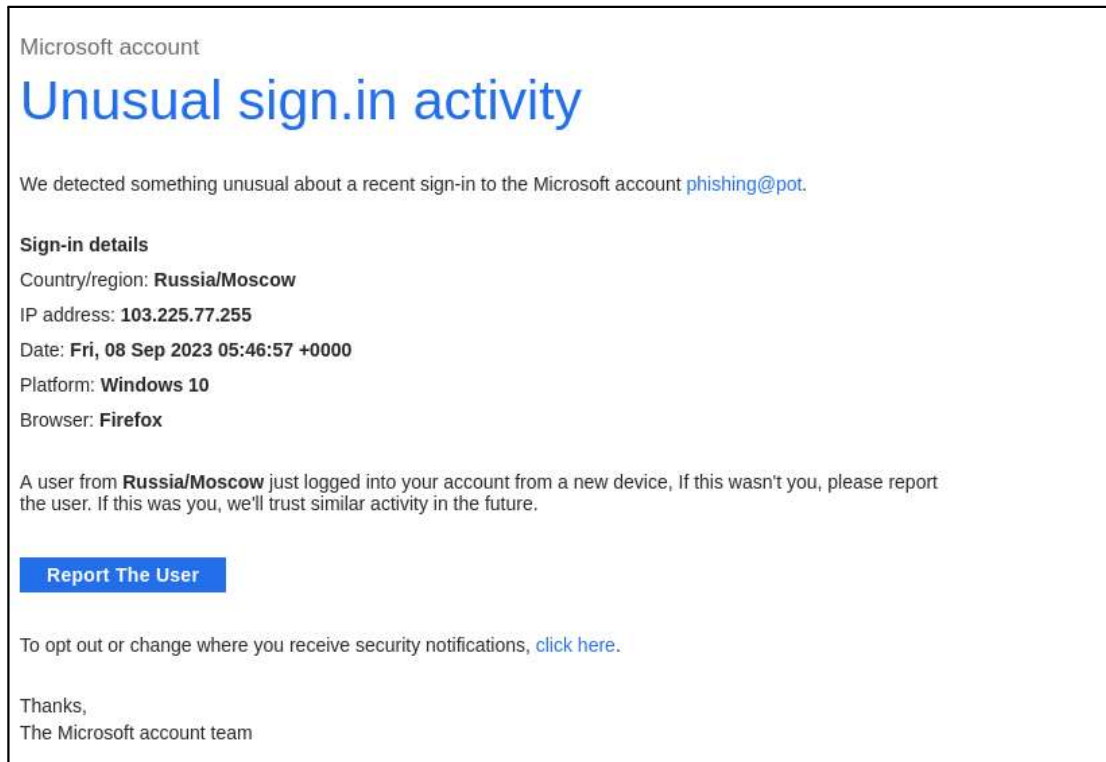 Microsoft account
Unusual sign.in activity
We detected something unusual about a recent sign-in to the Microsoft account phishing@pot.
Sign-in details
Country/region: Russia/Moscow
IP address: 103.225.77.255
Date: Fri, 08 Sep 2023 05:46:57 +0000
Platform: Windows 10
Browser: Firefox
A user from Russia/Moscow just logged into your account from a new device, If this wasn't you, please report
the user. If this was you, we'll trust similar activity in the future.
Report The User
To opt out or change where you receive security notifications, click here.
Thanks,
The Microsoft account team